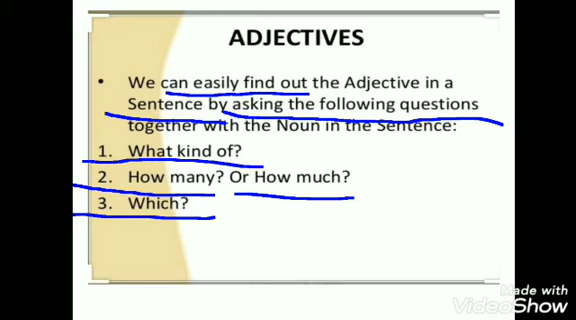 ADJECTIVES
• We can easily find out the Adjective in a
Sentence by asking the following questions
together with the Noun in the Sentence:
1. What kind of?
2. How many? Or How much?
3. Which?
Made with
VideoShow